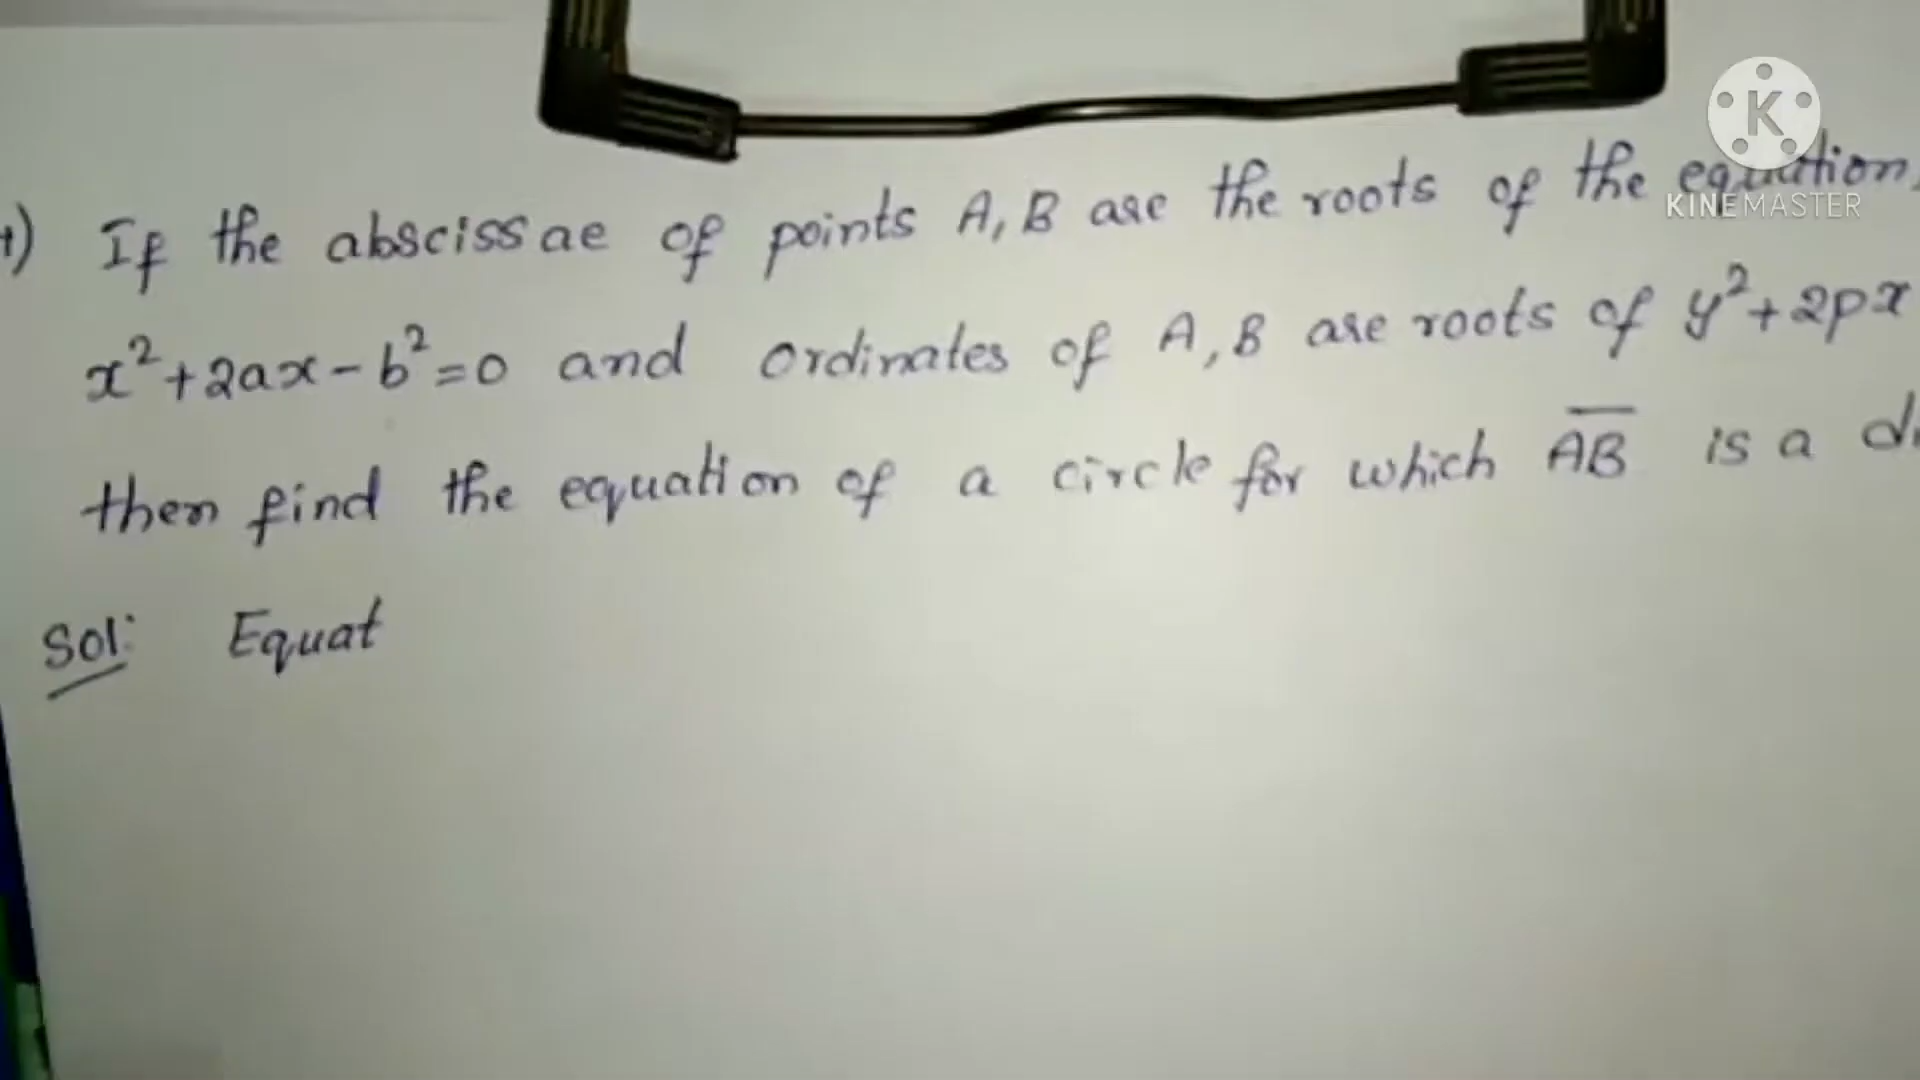 If the abscissae of points A, B are the roots of the equation
x²+2ax-b²=0 and ordinates of A, B are roots of y²+2px
then find the equation of a circle for which A̅B̅ is a
Sol: Equat
KINEMASTER